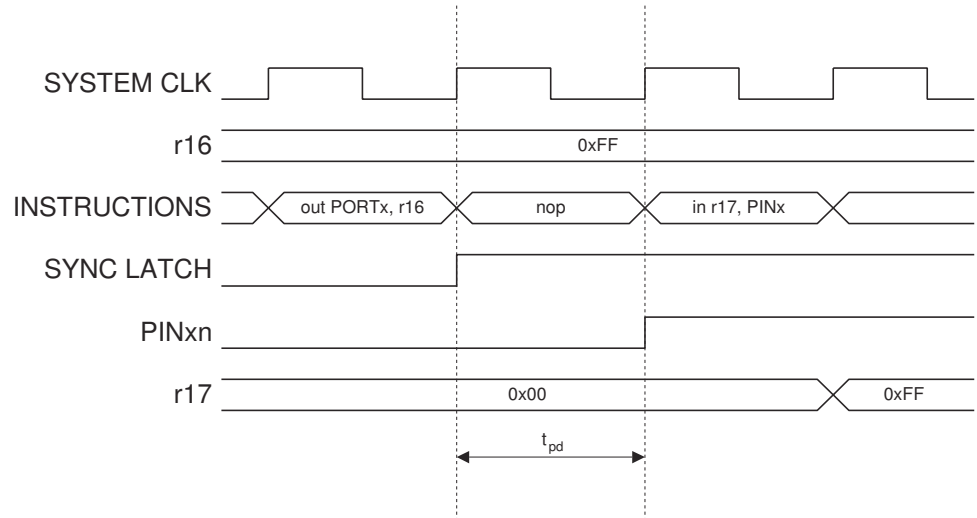 SYSTEM CLK
r16
0xFF
INSTRUCTIONS
out PORTx, r16
nop
in r17, PINx
SYNC LATCH
PINxn
r17
0x00
0xFF
tpd